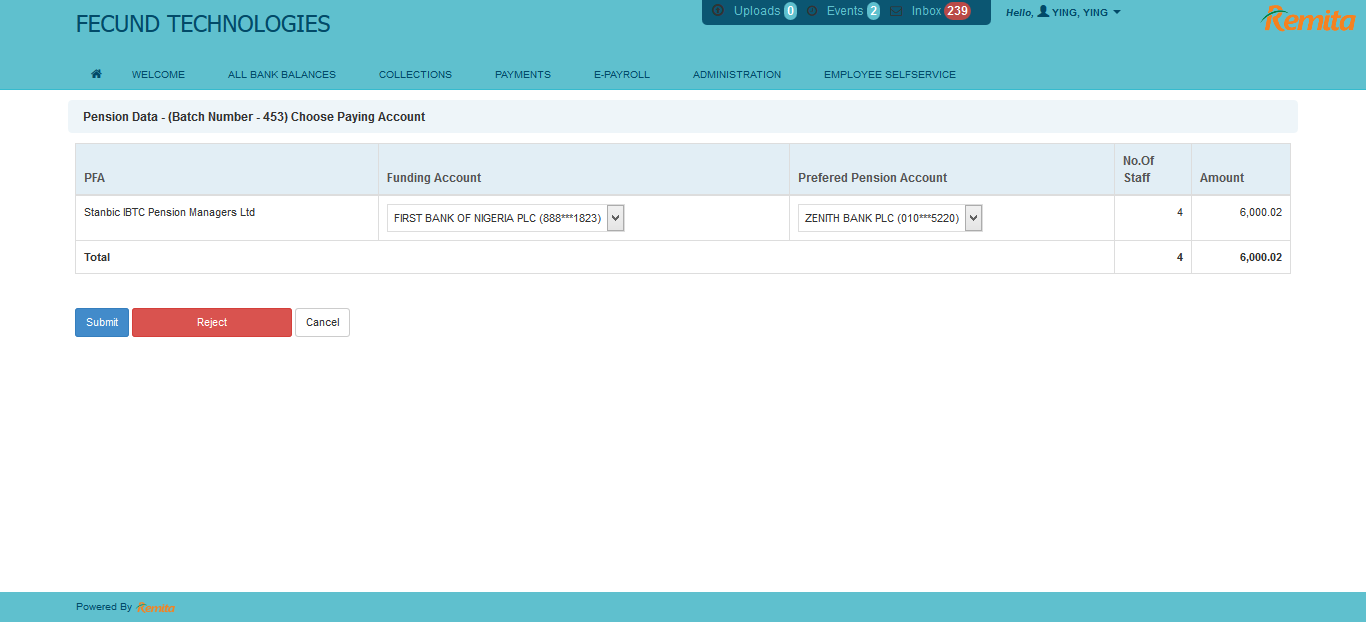 FECUND TECHNOLOGIES
Uploads 0 Events 2 Inbox 239
Hello, YING, YING
Remita
WELCOME ALL BANK BALANCES COLLECTIONS PAYMENTS E-PAYROLL ADMINISTRATION EMPLOYEE SELFSERVICE
Pension Data - (Batch Number - 453) Choose Paying Account
PFA Funding Account Prefered Pension Account No.Of Staff Amount
Stanbic IBTC Pension Managers Ltd FIRST BANK OF NIGERIA PLC (888***1823) ZENITH BANK PLC (010***5220) 4 6,000.02
Total 4 6,000.02
Submit Reject Cancel
Powered By Remita